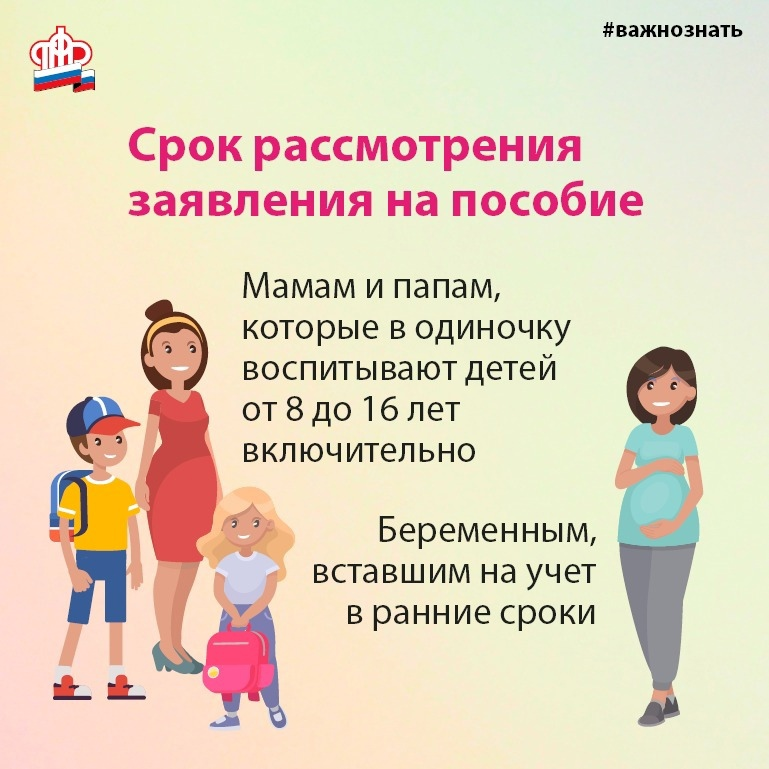 #важнознать
Срок рассмотрения
заявления на пособие
Мамам и папам,
которые в одиночку
воспитывают детей
от 8 до 16 лет
включительно
Беременным,
вставшим на учет
в ранние сроки